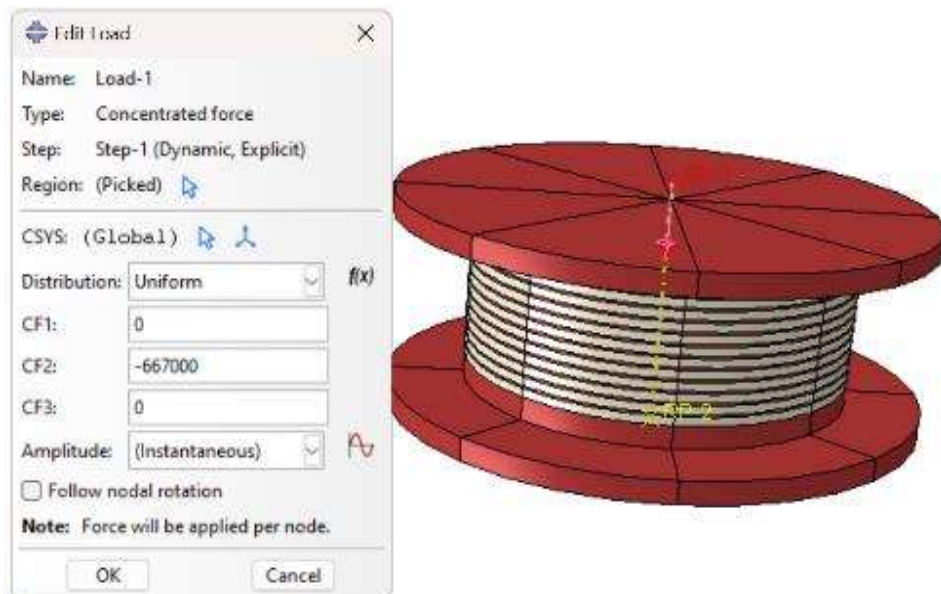 Edit Load
Name: Load-1
Type: Concentrated force
Step: Step-1 (Dynamic, Explicit)
Region: (Picked)
CSYS: (Global)
Distribution: Uniform f(x)
CF1: 0
CF2: -667000
CF3: 0
Amplitude: (Instantaneous)
Follow nodal rotation
Note: Force will be applied per node.
OK Cancel
RP-2